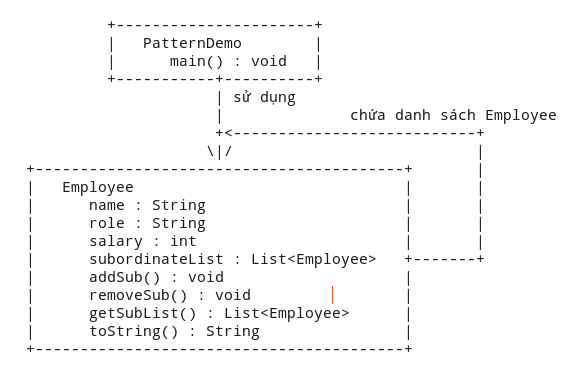 PatternDemo
main() : void
sử dụng
chứa danh sách Employee
Employee
name : String
role : String
salary : int
subordinateList : List<Employee>
addSub() : void
removeSub() : void
getSubList() : List<Employee>
toString() : String